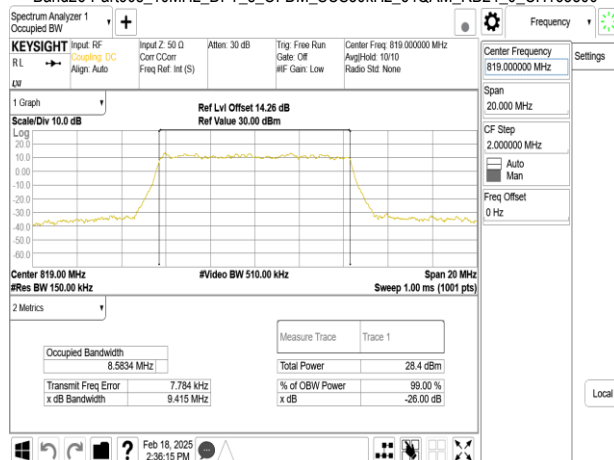 Spectrum Analyzer 1
Occupied BW
Frequency
KEYSIGHT
Input: RF
Coupling: DC
Align: Auto
Input Z: 50 Ω
Corr CCorr
Freq Ref: Int (S)
Atten: 30 dB
Trig: Free Run
Gate: Off
#IF Gain: Low
Center Freq: 819.000000 MHz
Avg|Hold: 10/10
Radio Std: None
RL
LXI
Center Frequency
819.000000 MHz
Settings
Span
20.000 MHz
CF Step
2.000000 MHz
Auto
Man
Freq Offset
0 Hz
Local
1 Graph
Scale/Div 10.0 dB
Ref Lvl Offset 14.26 dB
Ref Value 30.00 dBm
Log
20.0
10.0
0.00
-10.0
-20.0
-30.0
-40.0
-50.0
-60.0
Center 819.00 MHz
#Video BW 510.00 kHz
Span 20 MHz
#Res BW 150.00 kHz
Sweep 1.00 ms (1001 pts)
2 Metrics
Measure Trace
Trace 1
Occupied Bandwidth
8.5834 MHz
Total Power
28.4 dBm
Transmit Freq Error
7.784 kHz
% of OBW Power
99.00 %
x dB Bandwidth
9.415 MHz
x dB
-26.00 dB
Feb 18, 2025
2:36:15 PM